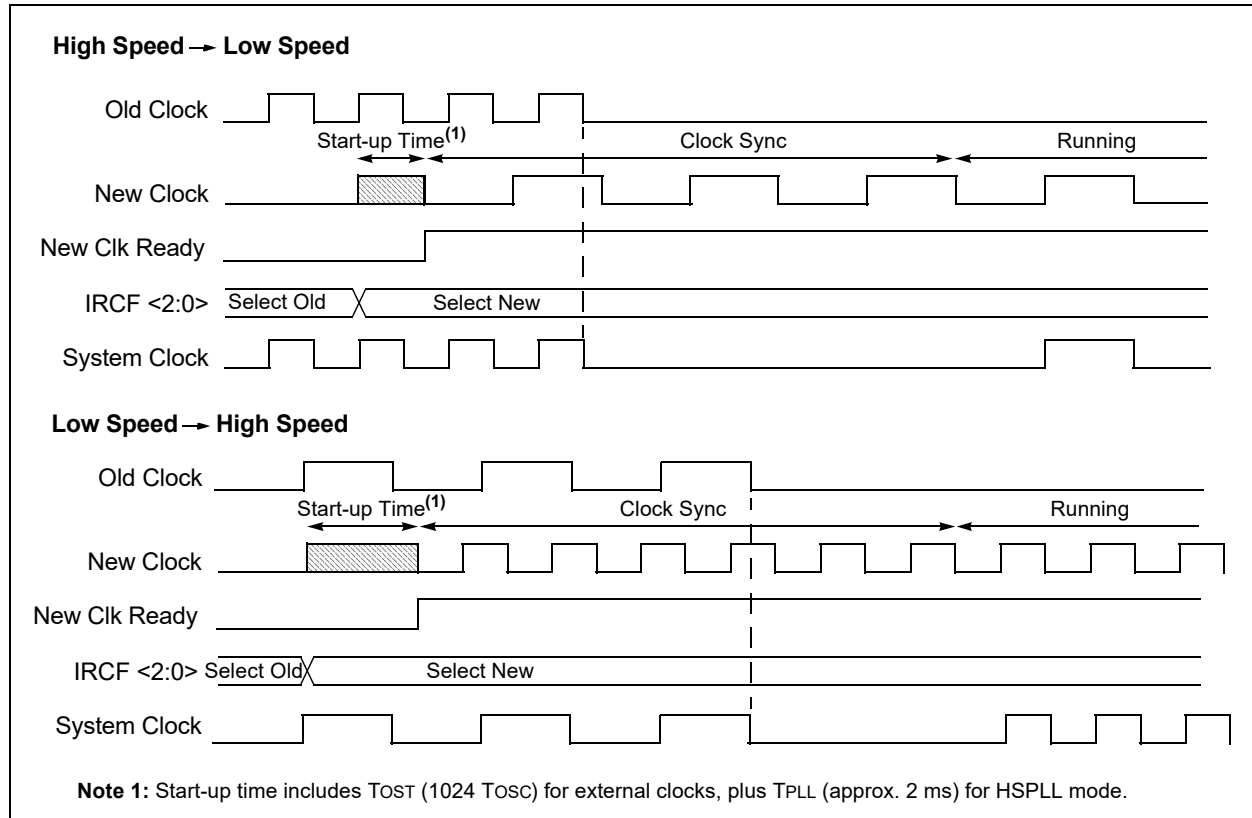 High Speed → Low Speed
Old Clock
Start-up Time(1) Clock Sync Running
New Clock
New Clk Ready
IRCF <2:0> Select Old Select New
System Clock
Low Speed → High Speed
Old Clock
Start-up Time(1) Clock Sync Running
New Clock
New Clk Ready
IRCF <2:0> Select Old Select New
System Clock
Note 1: Start-up time includes TOST (1024 TOSC) for external clocks, plus TPLL (approx. 2 ms) for HSPLL mode.